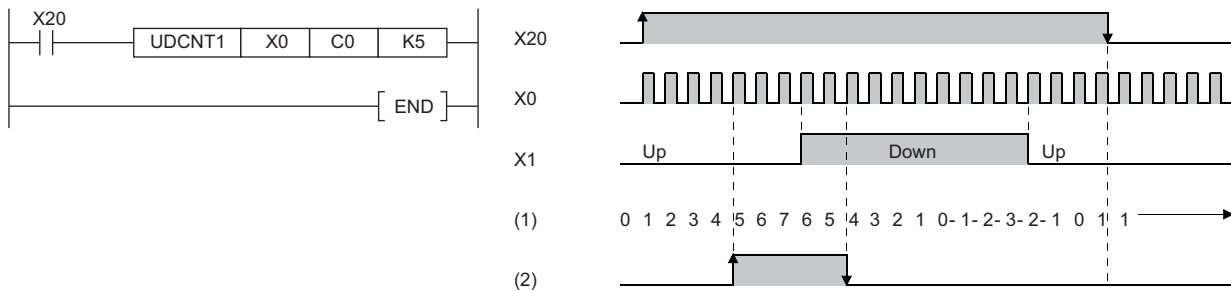 X20
UDCNT1 X0 C0 K5
END
X20
X0
X1 Up Down Up
(1) 0 1 2 3 4 5 6 7 6 5 4 3 2 1 0-1-2-3-2-1 0 1 1
(2)